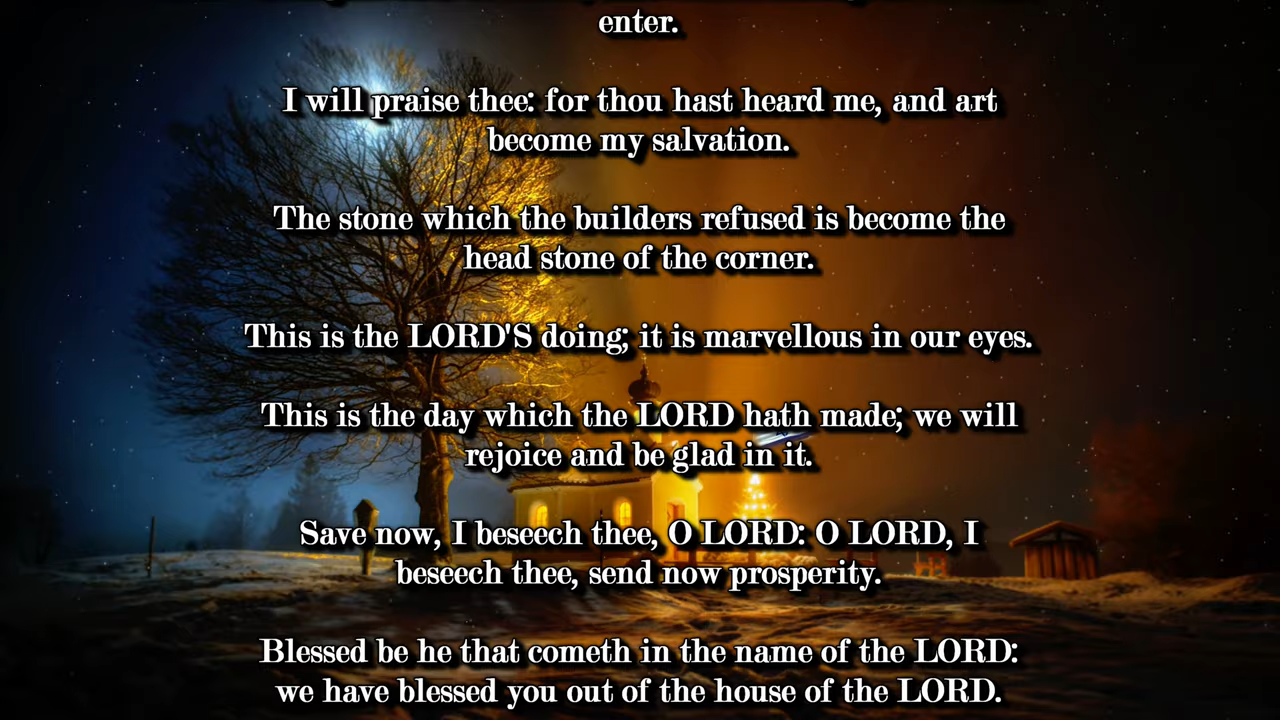 enter.
I will praise thee: for thou hast heard me, and art
become my salvation.
The stone which the builders refused is become the
head stone of the corner.
This is the LORD'S doing; it is marvellous in our eyes.
This is the day which the LORD hath made; we will
rejoice and be glad in it.
Save now, I beseech thee, O LORD: O LORD, I
beseech thee, send now prosperity.
Blessed be he that cometh in the name of the LORD:
we have blessed you out of the house of the LORD.